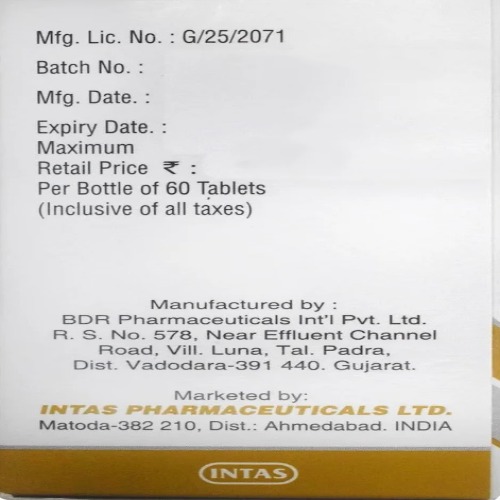 Mfg. Lic. No. : G/25/2071
Batch No. :
Mfg. Date. :
Expiry Date. :
Maximum
Retail Price ₹ :
Per Bottle of 60 Tablets
(Inclusive of all taxes)
Manufactured by :
BDR Pharmaceuticals Int'l Pvt. Ltd.
R. S. No. 578, Near Effluent Channel
Road, Vill. Luna, Tal. Padra,
Dist. Vadodara-391 440. Gujarat.
Marketed by:
INTAS PHARMACEUTICALS LTD.
Matoda-382 210, Dist.: Ahmedabad. INDIA
INTAS